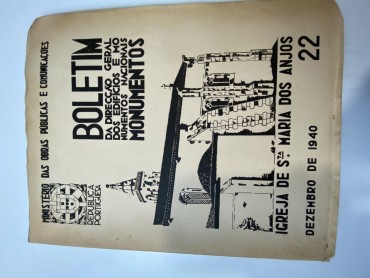 MINISTÉRIO DAS OBRAS PÚBLICAS E COMUNICAÇÕES
REPUBLICA
PORTUGUESA
BOLETIM
DA DIRECÇÃO GERAL
DOS EDIFÍCIOS E MO
NUMENTOS NACIONAIS
MONUMENTOS
IGREJA DE STA MARIA DOS ANJOS
DEZEMBRO DE 1940
22